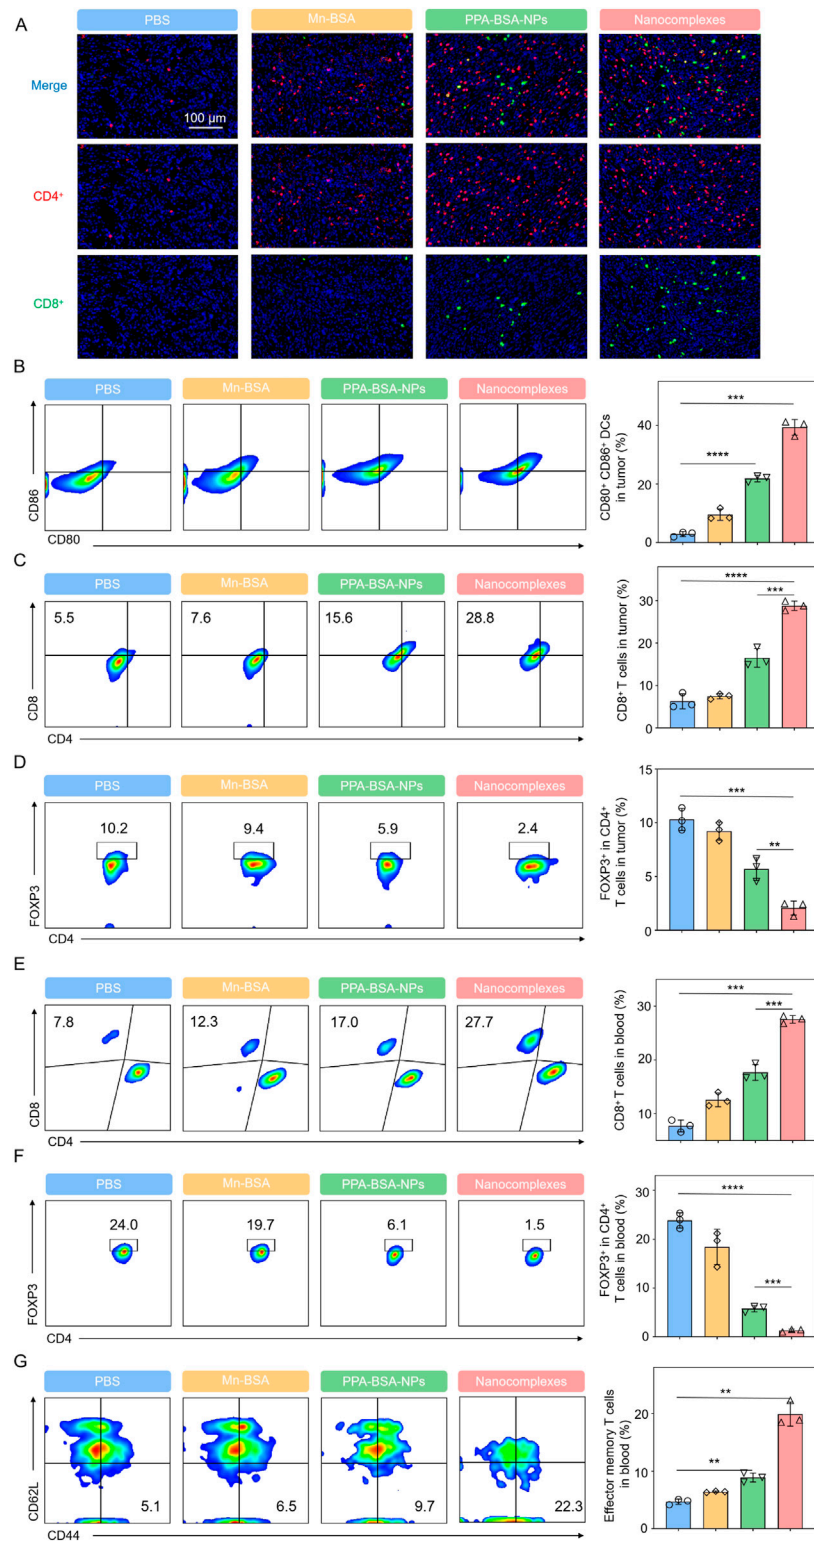 A
PBS Mn-BSA PPA-BSA-NPs Nanocomplexes
Merge
100 μm
CD4⁺
CD8⁺
B
PBS Mn-BSA PPA-BSA-NPs Nanocomplexes
CD86
CD80
CD80⁺ CD86⁺ DCs
in tumor (%)
40
20
0
***
****
C
PBS Mn-BSA PPA-BSA-NPs Nanocomplexes
5.5 7.6 15.6 28.8
CD8
CD4
CD8⁺ T cells in tumor (%)
30
20
10
0
****
***
D
PBS Mn-BSA PPA-BSA-NPs Nanocomplexes
10.2 9.4 5.9 2.4
FOXP3
CD4
FOXP3⁺ in CD4⁺
T cells in tumor (%)
15
10
5
0
***
**
E
PBS Mn-BSA PPA-BSA-NPs Nanocomplexes
7.8 12.3 17.0 27.7
CD8
CD4
CD8⁺ T cells in blood (%)
30
20
10
***
***
F
PBS Mn-BSA PPA-BSA-NPs Nanocomplexes
24.0 19.7 6.1 1.5
FOXP3
CD4
FOXP3⁺ in CD4⁺
T cells in blood (%)
30
20
10
0
****
***
G
PBS Mn-BSA PPA-BSA-NPs Nanocomplexes
5.1 6.5 9.7 22.3
CD62L
CD44
Effector memory T cells
in blood (%)
20
10
0
**
**